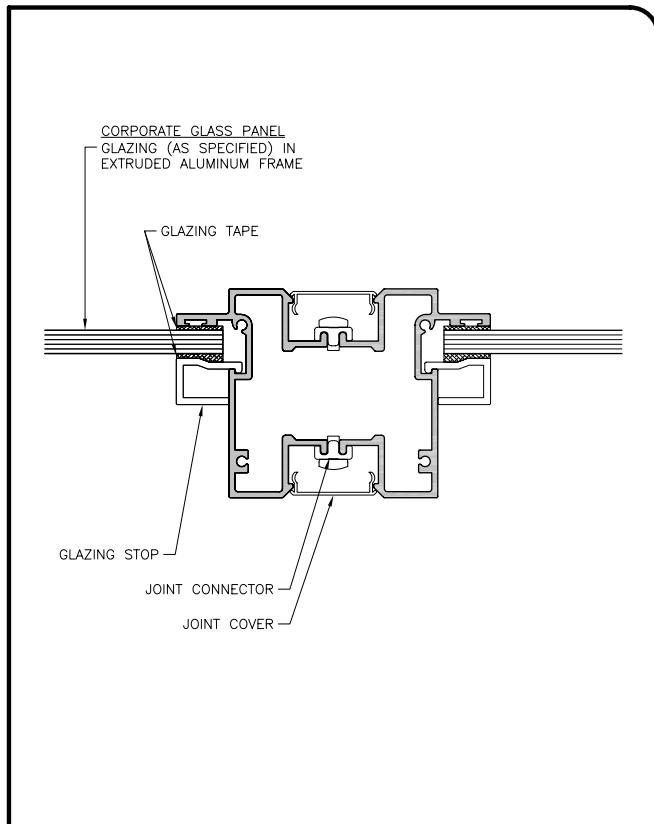 CORPORATE GLASS PANEL
GLAZING (AS SPECIFIED) IN
EXTRUDED ALUMINUM FRAME
GLAZING TAPE
GLAZING STOP
JOINT CONNECTOR
JOINT COVER